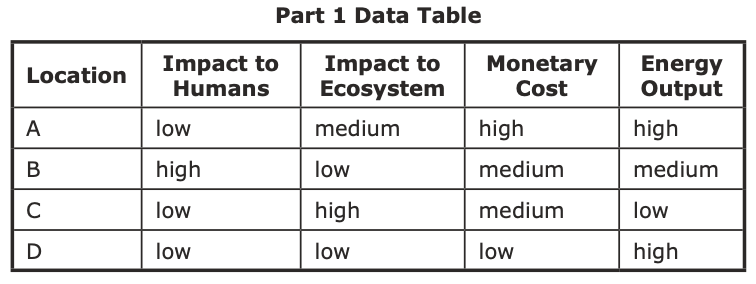 Part 1 Data Table
Location Impact to Humans Impact to Ecosystem Monetary Cost Energy Output
A low medium high high
B high low medium medium
C low high medium low
D low low low high